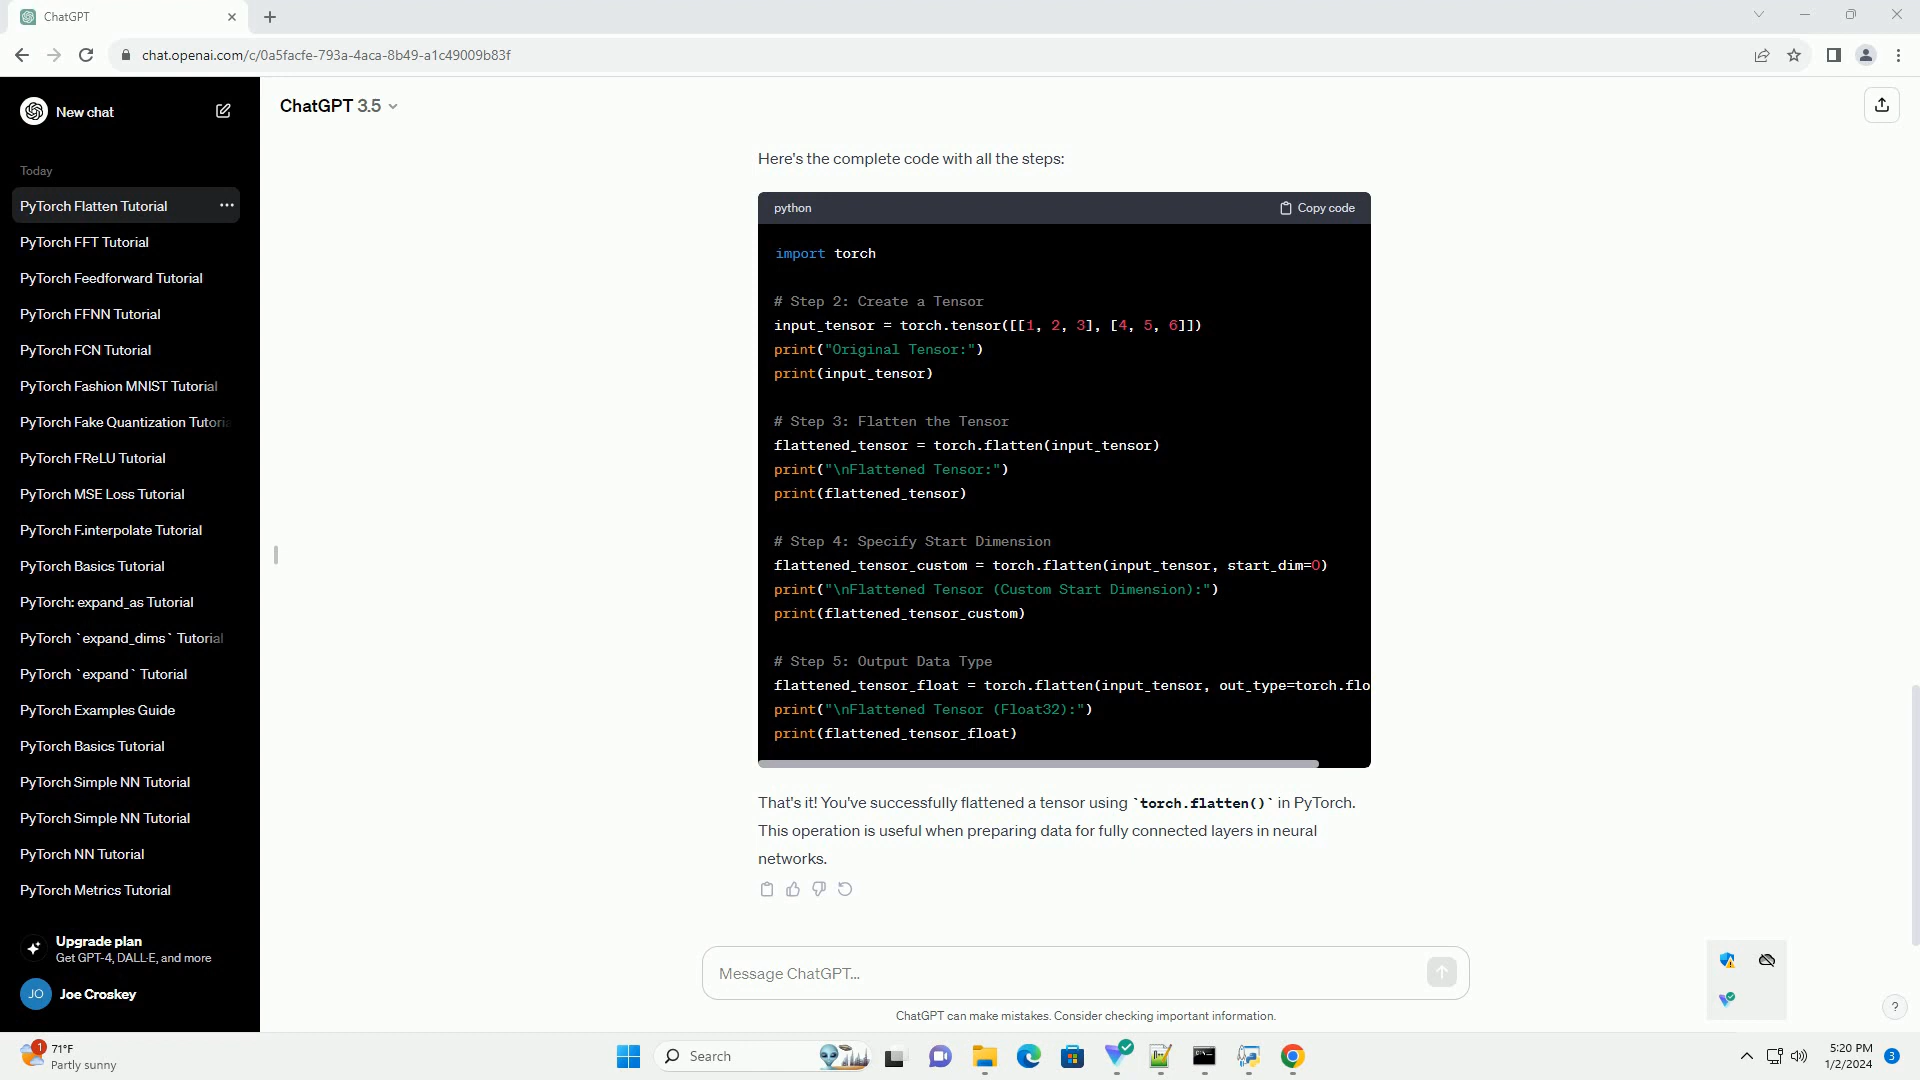 ChatGPT
chat.openai.com/c/0a5facfe-793a-4aca-8b49-a1c49009b83f
New chat
Today
PyTorch Flatten Tutorial
PyTorch FFT Tutorial
PyTorch Feedforward Tutorial
PyTorch FFNN Tutorial
PyTorch FCN Tutorial
PyTorch Fashion MNIST Tutorial
PyTorch Fake Quantization Tutoria
PyTorch FReLU Tutorial
PyTorch MSE Loss Tutorial
PyTorch F.interpolate Tutorial
PyTorch Basics Tutorial
PyTorch: expand_as Tutorial
PyTorch `expand_dims` Tutorial
PyTorch `expand` Tutorial
PyTorch Examples Guide
PyTorch Basics Tutorial
PyTorch Simple NN Tutorial
PyTorch Simple NN Tutorial
PyTorch NN Tutorial
PyTorch Metrics Tutorial
Upgrade plan
Get GPT-4, DALL·E, and more
JO Joe Croskey
ChatGPT 3.5
Here's the complete code with all the steps:
python Copy code
import torch
# Step 2: Create a Tensor
input_tensor = torch.tensor([[1, 2, 3], [4, 5, 6]])
print("Original Tensor:")
print(input_tensor)
# Step 3: Flatten the Tensor
flattened_tensor = torch.flatten(input_tensor)
print("\nFlattened Tensor:")
print(flattened_tensor)
# Step 4: Specify Start Dimension
flattened_tensor_custom = torch.flatten(input_tensor, start_dim=0)
print("\nFlattened Tensor (Custom Start Dimension):")
print(flattened_tensor_custom)
# Step 5: Output Data Type
flattened_tensor_float = torch.flatten(input_tensor, out_type=torch.flo
print("\nFlattened Tensor (Float32):")
print(flattened_tensor_float)
That's it! You've successfully flattened a tensor using `torch.flatten()` in PyTorch.
This operation is useful when preparing data for fully connected layers in neural
networks.
Message ChatGPT...
ChatGPT can make mistakes. Consider checking important information.
?
1
71°F
Partly sunny
Search
5:20 PM
1/2/2024
3